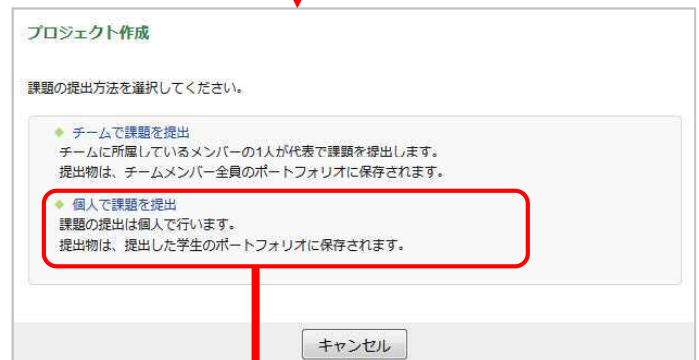 プロジェクト作成
課題の提出方法を選択してください。
チームで課題を提出
チームに所属しているメンバーの1人が代表で課題を提出します。
提出物は、チームメンバー全員のポートフォリオに保存されます。
個人で課題を提出
課題の提出は個人で行います。
提出物は、提出した学生のポートフォリオに保存されます。
キャンセル